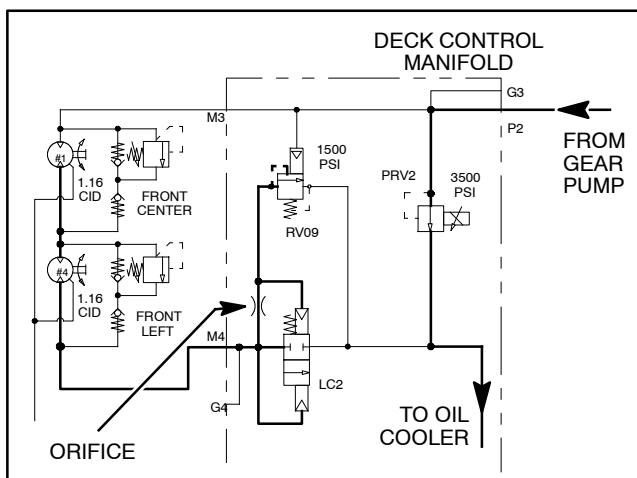 DECK CONTROL
MANIFOLD
G3
M3
P2
FROM
GEAR
PUMP
1500
PSI
PRV2
3500
PSI
#1
1.16
CID
FRONT
CENTER
RV09
#4
1.16
CID
FRONT
LEFT
M4
LC2
G4
ORIFICE
TO OIL
COOLER